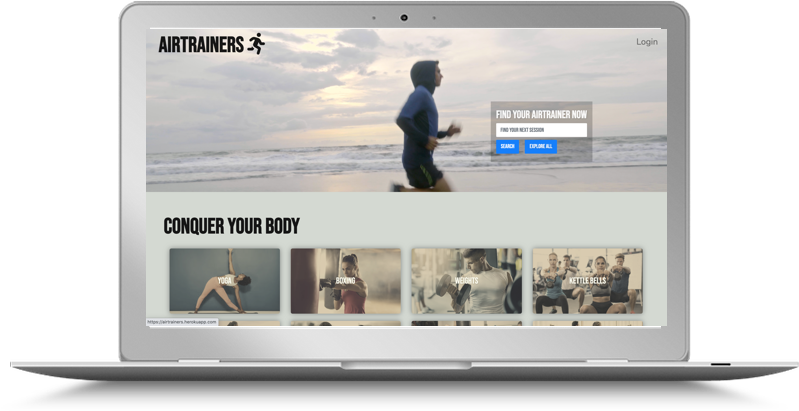 AIRTRAINERS
Login
FIND YOUR AIRTRAINER NOW
FIND YOUR NEXT SESSION
SEARCH
EXPLORE ALL
CONQUER YOUR BODY
YOGA
BOXING
WEIGHTS
KETTLE BELLS
https://airtrainers.herokuapp.com